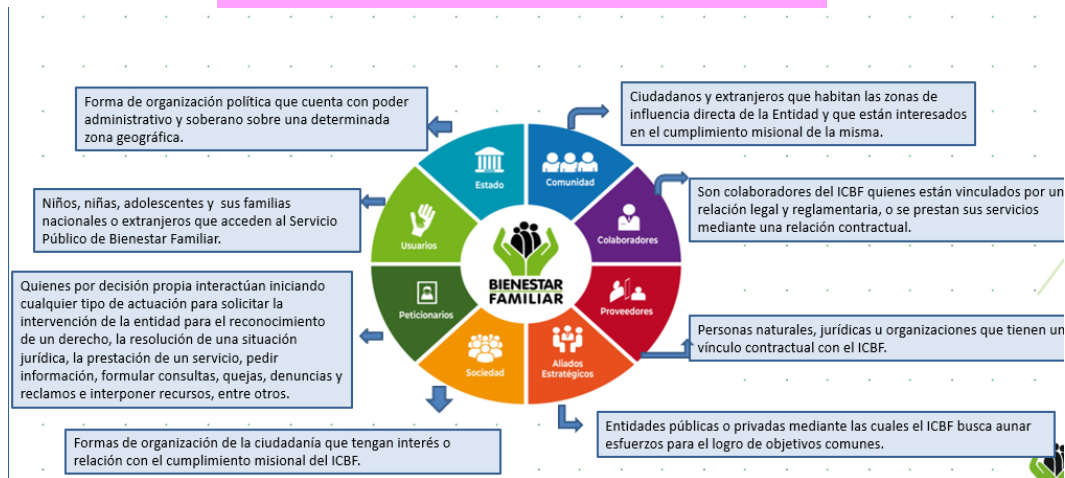 Forma de organización política que cuenta con poder
administrativo y soberano sobre una determinada
zona geográfica.
Ciudadanos y extranjeros que habitan las zonas de
influencia directa de la Entidad y que están interesados
en el cumplimiento misional de la misma.
Niños, niñas, adolescentes y sus familias
nacionales o extranjeros que acceden al Servicio
Público de Bienestar Familiar.
Son colaboradores del ICBF quienes están vinculados por un
relación legal y reglamentaria, o se prestan sus servicios
mediante una relación contractual.
Estado
Comunidad
Usuarios
Colaboradores
BIENESTAR
FAMILIAR
Peticionarios
Proveedores
Sociedad
Aliados
Estratégicos
Quienes por decisión propia interactúan iniciando
cualquier tipo de actuación para solicitar la
intervención de la entidad para el reconocimiento
de un derecho, la resolución de una situación
jurídica, la prestación de un servicio, pedir
información, formular consultas, quejas, denuncias y
reclamos e interponer recursos, entre otros.
Personas naturales, jurídicas u organizaciones que tienen un
vínculo contractual con el ICBF.
Formas de organización de la ciudadanía que tengan interés o
relación con el cumplimiento misional del ICBF.
Entidades públicas o privadas mediante las cuales el ICBF busca aunar
esfuerzos para el logro de objetivos comunes.